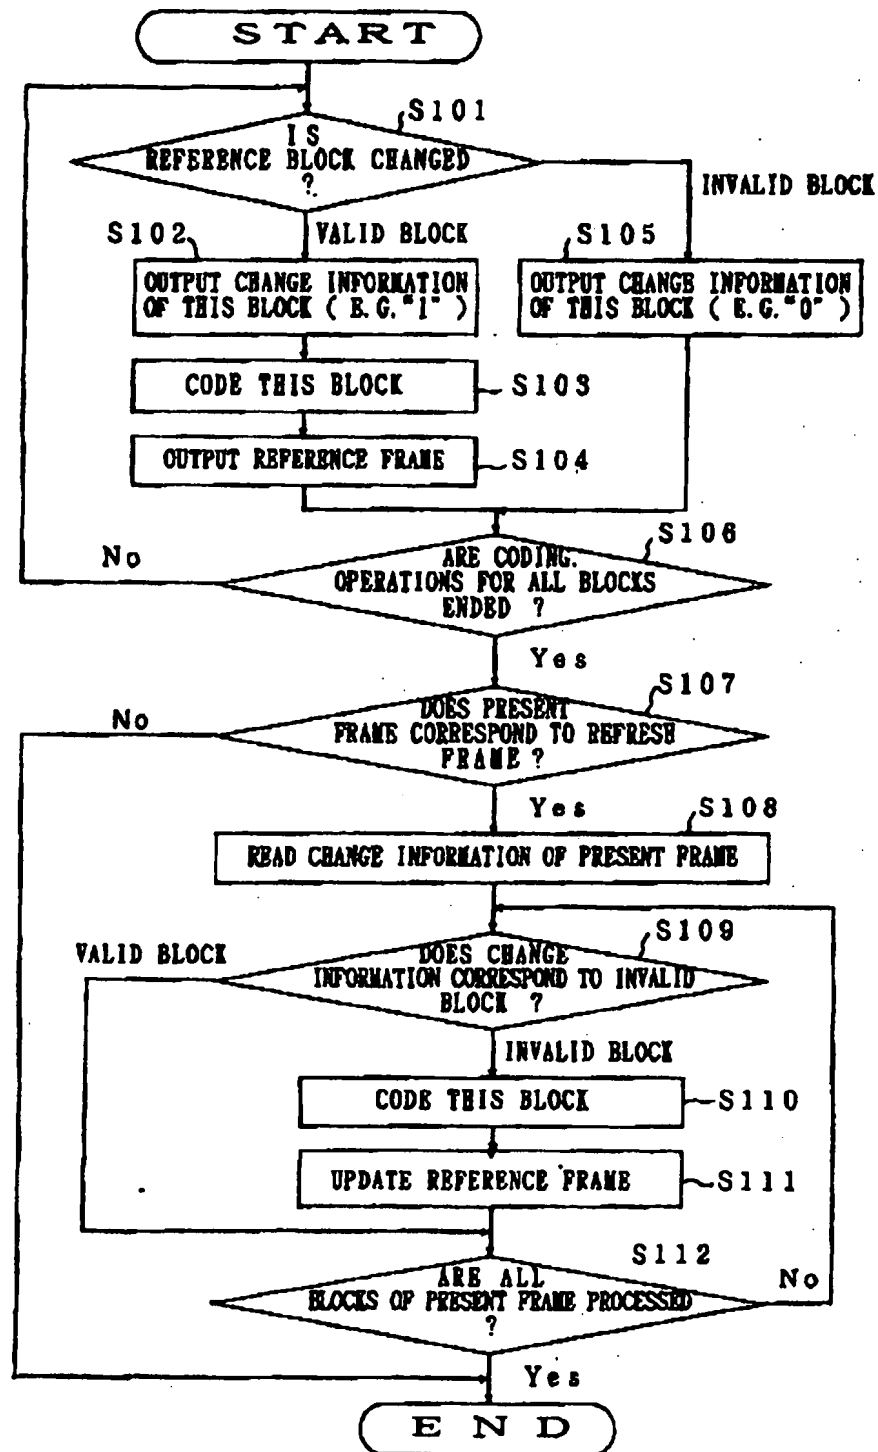 START
S101
IS
REFERENCE BLOCK CHANGED
?
INVALID BLOCK
S102
VALID BLOCK
S105
OUTPUT CHANGE INFORMATION
OF THIS BLOCK ( E.G. "1" )
OUTPUT CHANGE INFORMATION
OF THIS BLOCK ( E.G. "0" )
CODE THIS BLOCK
S103
OUTPUT REFERENCE FRAME
S104
S106
No
ARE CODING.
OPERATIONS FOR ALL BLOCKS
ENDED ?
Yes
S107
No
DOES PRESENT
FRAME CORRESPOND TO REFRESH
FRAME ?
Yes
S108
READ CHANGE INFORMATION OF PRESENT FRAME
S109
VALID BLOCK
DOES CHANGE
INFORMATION CORRESPOND TO INVALID
BLOCK ?
INVALID BLOCK
CODE THIS BLOCK
S110
UPDATE REFERENCE FRAME
S111
S112
ARE ALL
BLOCKS OF PRESENT FRAME PROCESSED
?
No
Yes
END